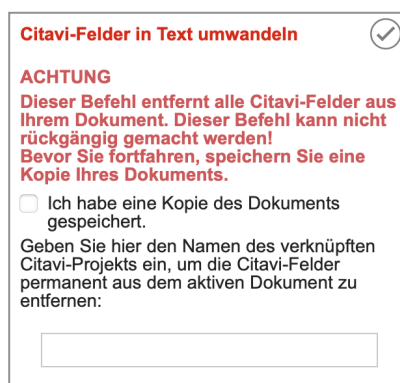 Citavi-Felder in Text umwandeln
ACHTUNG
Dieser Befehl entfernt alle Citavi-Felder aus
Ihrem Dokument. Dieser Befehl kann nicht
rückgängig gemacht werden!
Bevor Sie fortfahren, speichern Sie eine
Kopie Ihres Dokuments.
Ich habe eine Kopie des Dokuments
gespeichert.
Geben Sie hier den Namen des verknüpften
Citavi-Projekts ein, um die Citavi-Felder
permanent aus dem aktiven Dokument zu
entfernen: